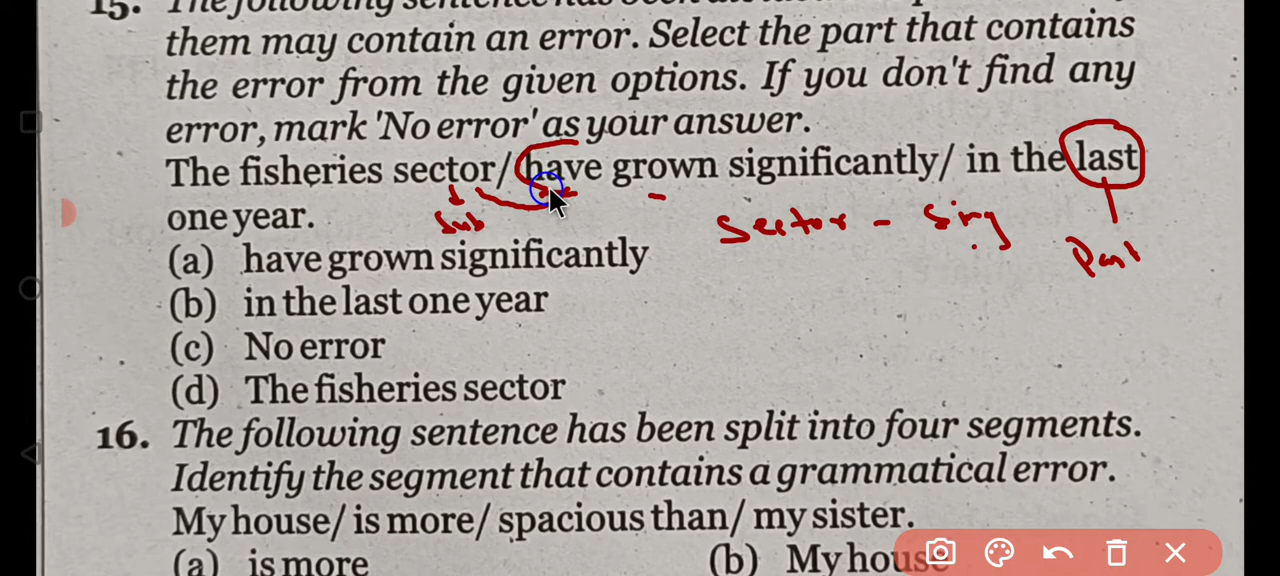 them may contain an error. Select the part that contains
the error from the given options. If you don't find any
error, mark 'No error' as your answer.
The fisheries sector/ have grown significantly/ in the last
one year.
Sub
Sector - Sing
(a) have grown significantly
(b) in the last one year
(c) No error
(d) The fisheries sector
16. The following sentence has been split into four segments.
Identify the segment that contains a grammatical error.
My house/ is more/ spacious than/ my sister.
(a) is more (b) My house